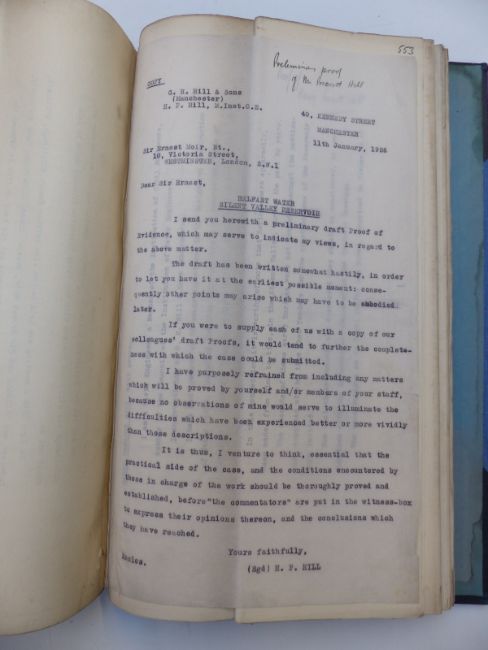 553
Preliminary proof
of Mr Prescot Hill
COPY
G. H. Hill & Sons
(Manchester)
H. P. Hill, M.Inst.C.E.
40, KENNEDY STREET
MANCHESTER
11th January, 1926
Sir Ernest Moir, Bt.,
10, Victoria Street,
WESTMINSTER, London, S.W.1
Dear Sir Ernest,
BELFAST WATER
SILENT VALLEY RESERVOIR
I send you herewith a preliminary draft Proof of
Evidence, which may serve to indicate my views, in regard to
the above matter.
The draft has been written somewhat hastily, in order
to let you have it at the earliest possible moment: conse-
quently other points may arise which may have to be embodied
later.
If you were to supply each of us with a copy of our
colleagues' draft Proofs, it would tend to further the complete-
ness with which the case could be submitted.
I have purposely refrained from including any matters
which will be proved by yourself and/or members of your staff,
because no observations of mine would serve to illuminate the
difficulties which have been experienced better or more vividly
than those descriptions.
It is thus, I venture to think, essential that the
practical side of the case, and the conditions encountered by
those in charge of the work should be thoroughly proved and
established, before "the commentators" are put in the witness-box
to express their opinions thereon, and the conclusions which
they have reached.
Yours faithfully,
(Sgd) H. P. HILL